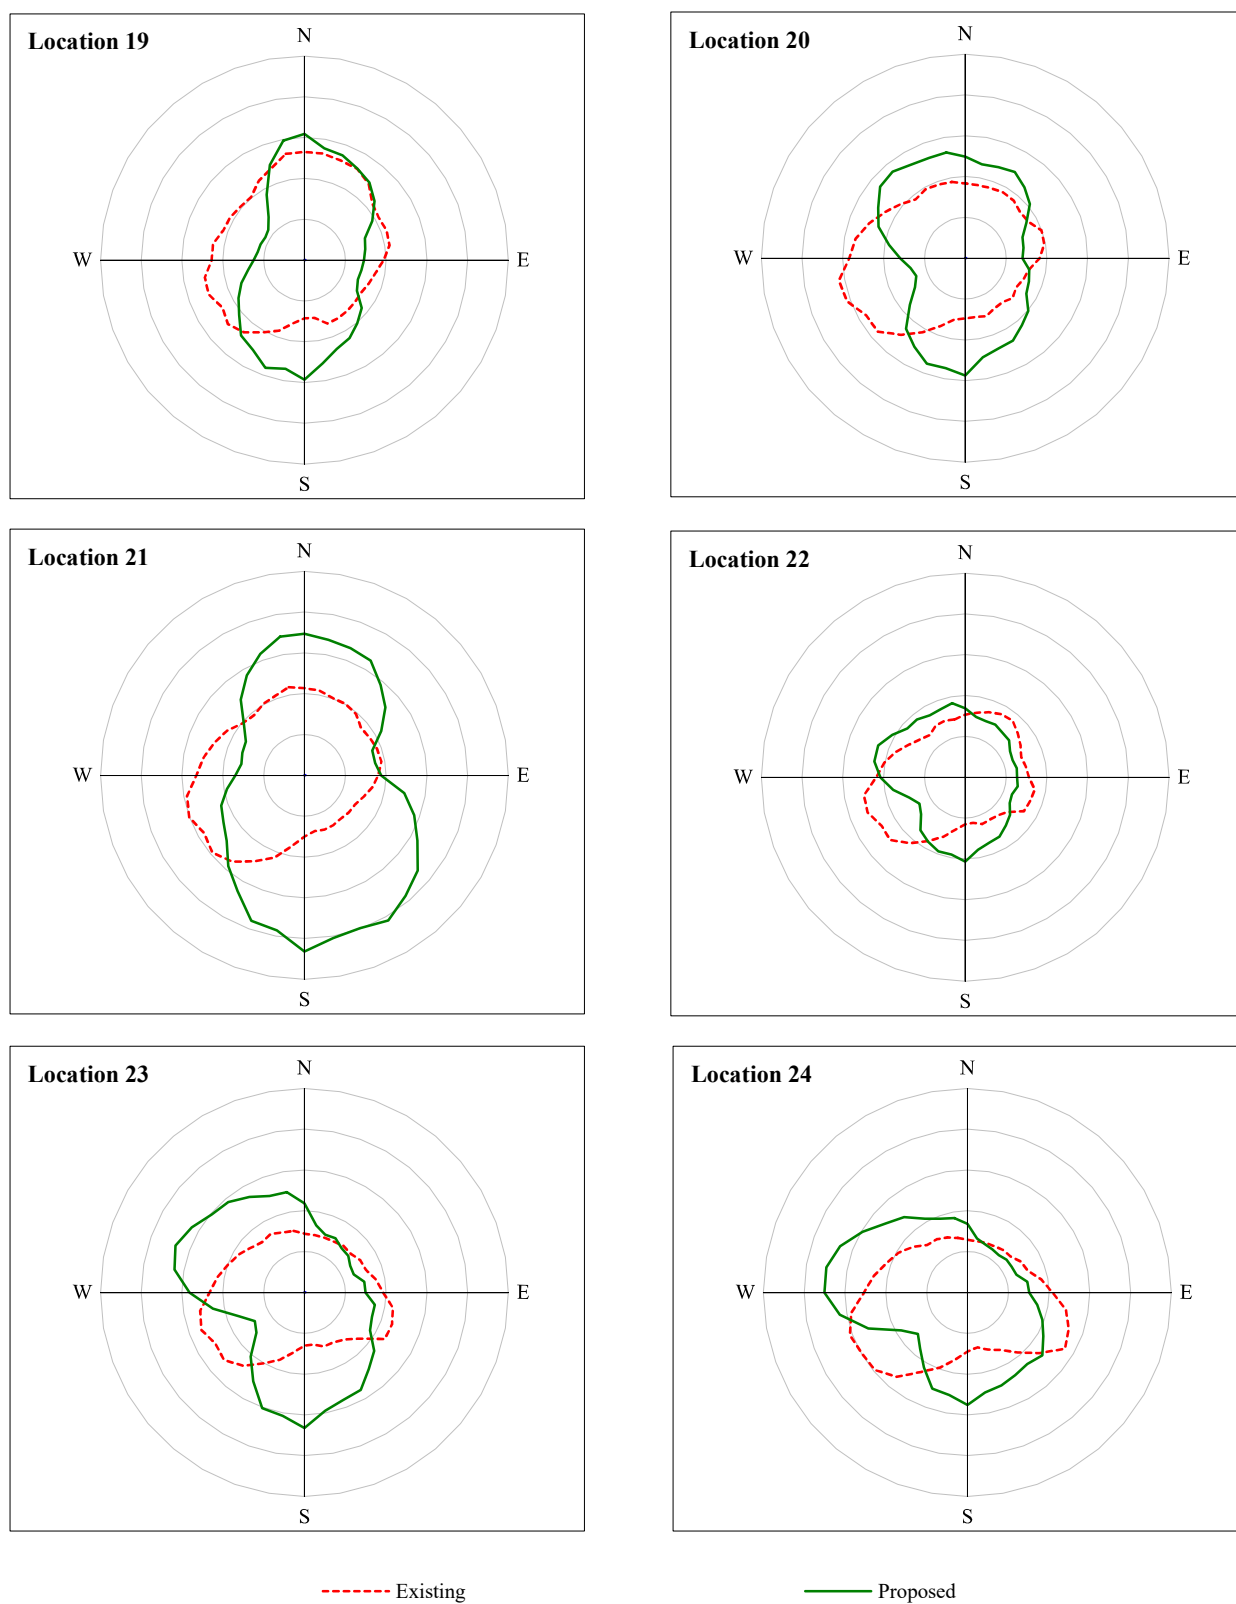 Location 19
N
W
E
S
Location 20
N
W
E
S
Location 21
N
W
E
S
Location 22
N
W
E
S
Location 23
N
W
E
S
Location 24
N
W
E
S
Existing
Proposed